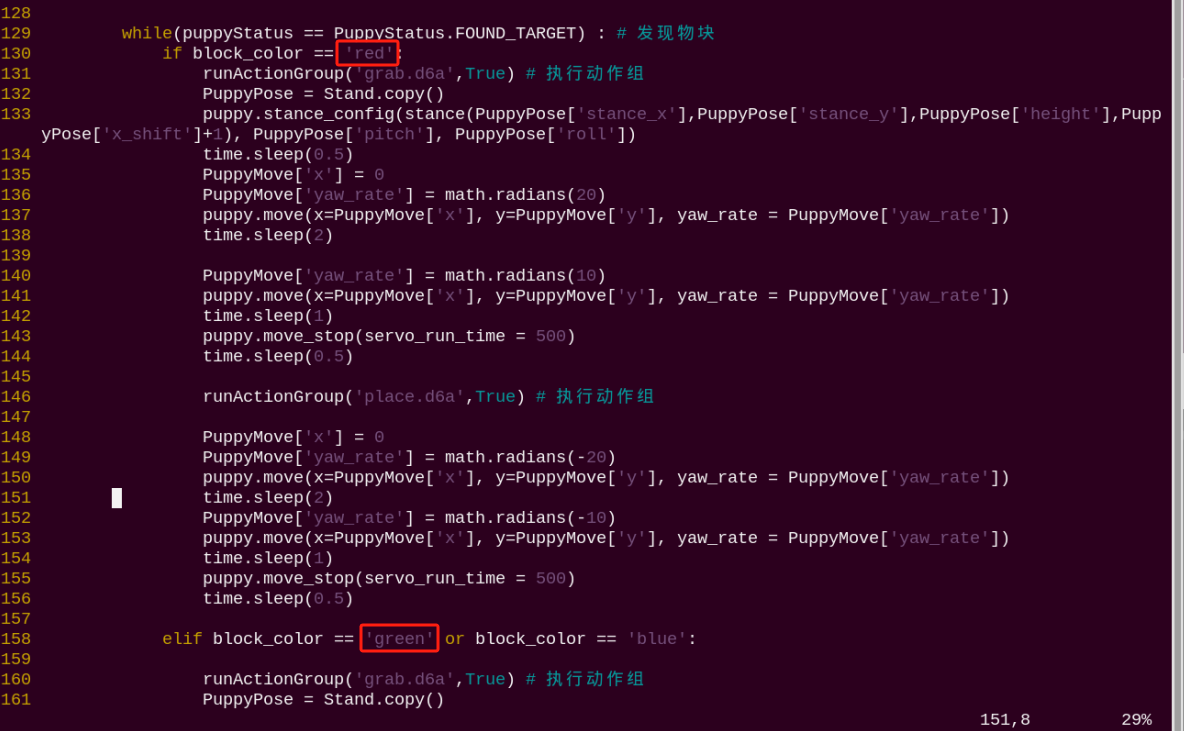 128
129         while(puppyStatus == PuppyStatus.FOUND_TARGET) : # 发现物块
130             if block_color == 'red':
131                 runActionGroup('grab.d6a',True) # 执行动作组
132                 PuppyPose = Stand.copy()
133                 puppy.stance_config(stance(PuppyPose['stance_x'],PuppyPose['stance_y'],PuppyPose['height'],Pupp
yPose['x_shift']+1), PuppyPose['pitch'], PuppyPose['roll'])
134                 time.sleep(0.5)
135                 PuppyMove['x'] = 0
136                 PuppyMove['yaw_rate'] = math.radians(20)
137                 puppy.move(x=PuppyMove['x'], y=PuppyMove['y'], yaw_rate = PuppyMove['yaw_rate'])
138                 time.sleep(2)
139
140                 PuppyMove['yaw_rate'] = math.radians(10)
141                 puppy.move(x=PuppyMove['x'], y=PuppyMove['y'], yaw_rate = PuppyMove['yaw_rate'])
142                 time.sleep(1)
143                 puppy.move_stop(servo_run_time = 500)
144                 time.sleep(0.5)
145
146                 runActionGroup('place.d6a',True) # 执行动作组
147
148                 PuppyMove['x'] = 0
149                 PuppyMove['yaw_rate'] = math.radians(-20)
150                 puppy.move(x=PuppyMove['x'], y=PuppyMove['y'], yaw_rate = PuppyMove['yaw_rate'])
151                 time.sleep(2)
152                 PuppyMove['yaw_rate'] = math.radians(-10)
153                 puppy.move(x=PuppyMove['x'], y=PuppyMove['y'], yaw_rate = PuppyMove['yaw_rate'])
154                 time.sleep(1)
155                 puppy.move_stop(servo_run_time = 500)
156                 time.sleep(0.5)
157
158             elif block_color == 'green' or block_color == 'blue':
159
160                 runActionGroup('grab.d6a',True) # 执行动作组
161                 PuppyPose = Stand.copy()
151,8         29%